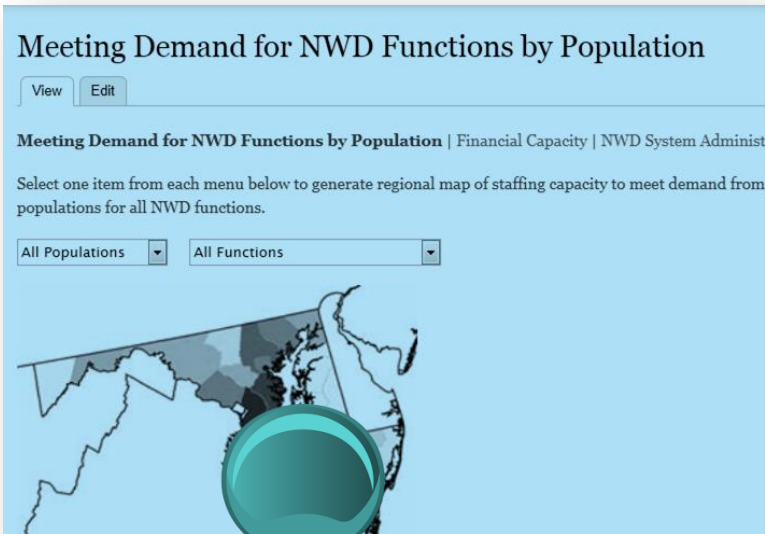 Meeting Demand for NWD Functions by Population
View Edit
Meeting Demand for NWD Functions by Population | Financial Capacity | NWD System Administ
Select one item from each menu below to generate regional map of staffing capacity to meet demand from
populations for all NWD functions.
All Populations All Functions